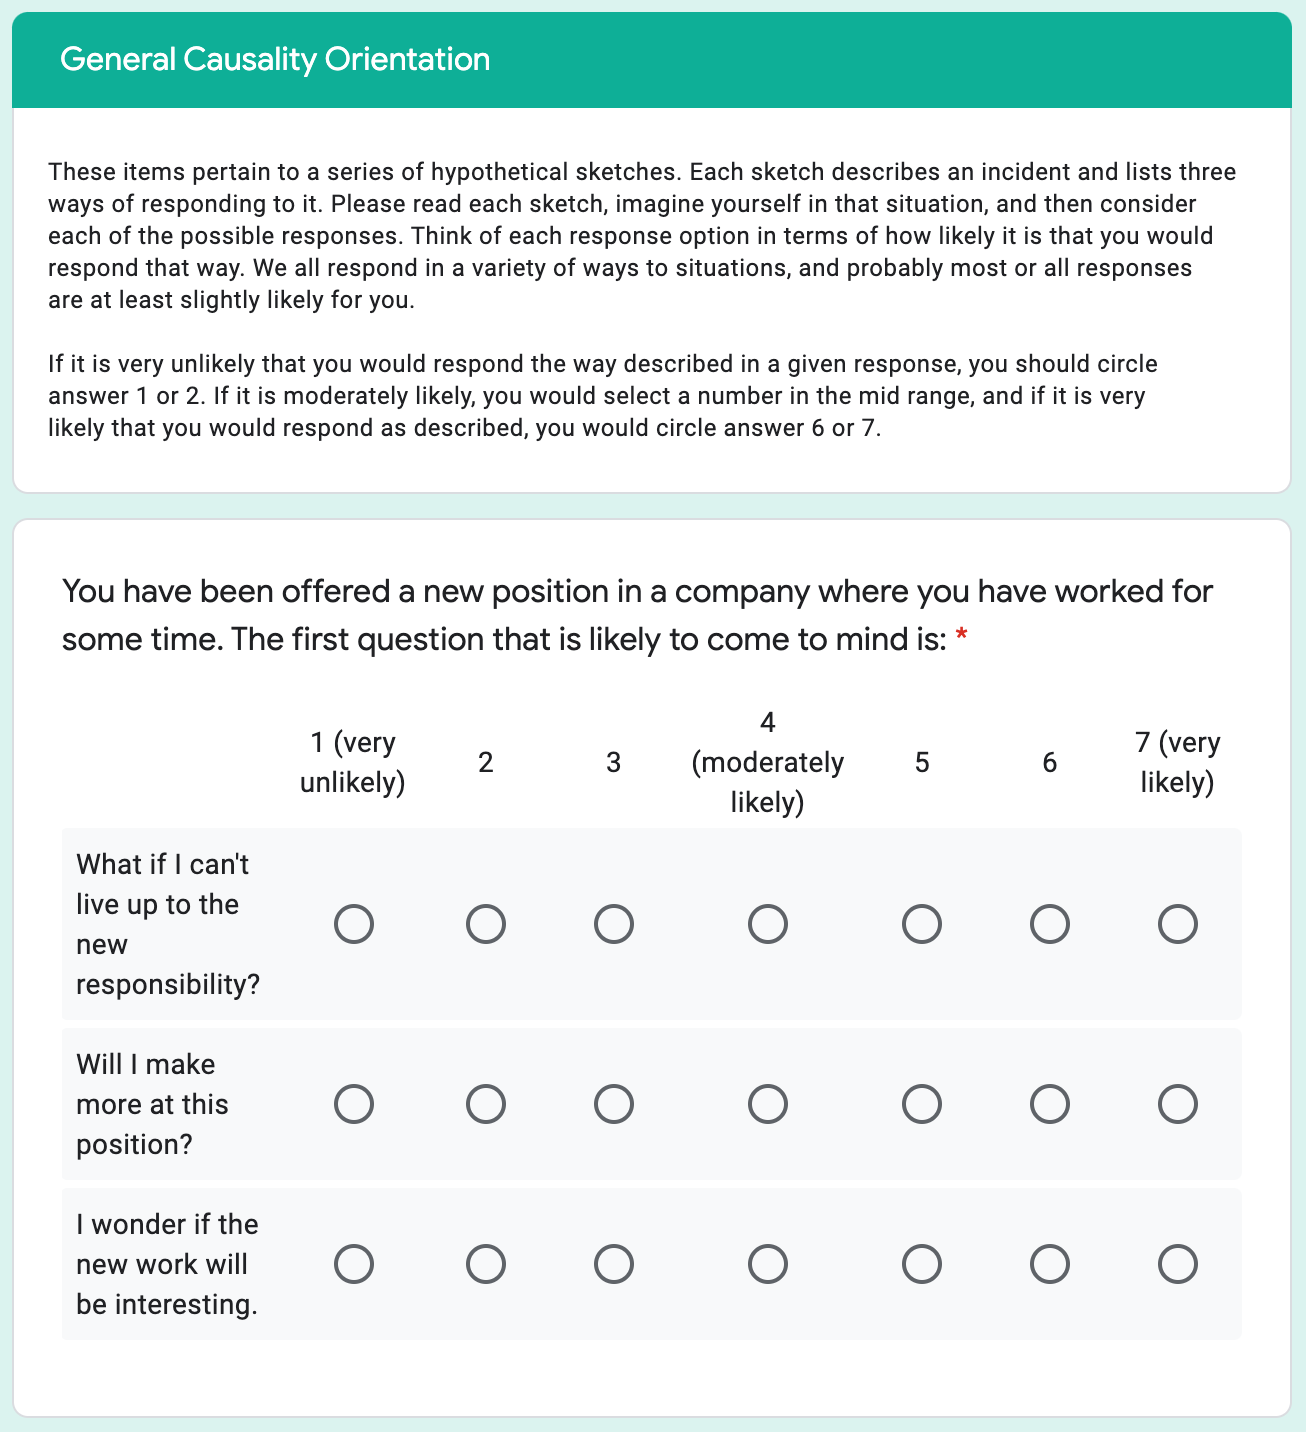 General Causality Orientation
These items pertain to a series of hypothetical sketches. Each sketch describes an incident and lists three
ways of responding to it. Please read each sketch, imagine yourself in that situation, and then consider
each of the possible responses. Think of each response option in terms of how likely it is that you would
respond that way. We all respond in a variety of ways to situations, and probably most or all responses
are at least slightly likely for you.
If it is very unlikely that you would respond the way described in a given response, you should circle
answer 1 or 2. If it is moderately likely, you would select a number in the mid range, and if it is very
likely that you would respond as described, you would circle answer 6 or 7.
You have been offered a new position in a company where you have worked for
some time. The first question that is likely to come to mind is: *
1 (very
unlikely)
2
3
4
(moderately
likely)
5
6
7 (very
likely)
What if I can't
live up to the
new
responsibility?
Will I make
more at this
position?
I wonder if the
new work will
be interesting.